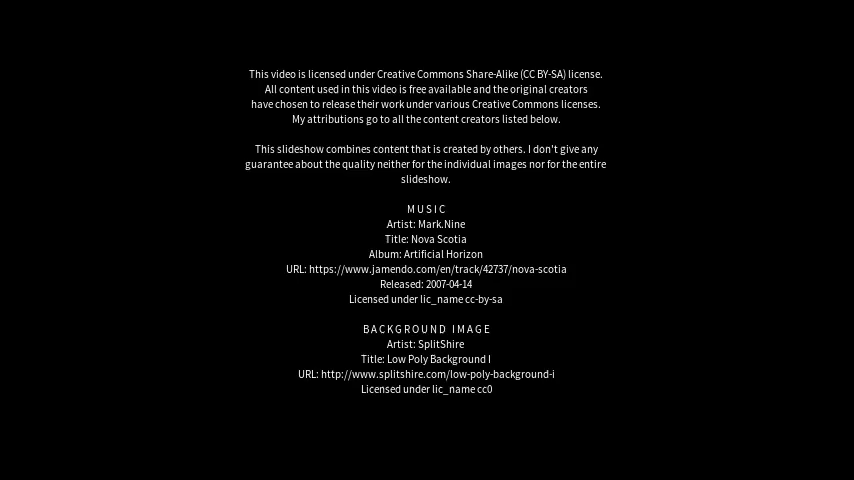 This video is licensed under Creative Commons Share-Alike (CC BY-SA) license.
All content used in this video is free available and the original creators
have chosen to release their work under various Creative Commons licenses.
My attributions go to all the content creators listed below.
This slideshow combines content that is created by others. I don't give any
guarantee about the quality neither for the individual images nor for the entire
slideshow.
MUSIC
Artist: Mark.Nine
Title: Nova Scotia
Album: Artificial Horizon
URL: https://www.jamendo.com/en/track/42737/nova-scotia
Released: 2007-04-14
Licensed under lic_name cc-by-sa
BACKGROUND IMAGE
Artist: SplitShire
Title: Low Poly Background I
URL: http://www.splitshire.com/low-poly-background-i
Licensed under lic_name cc0